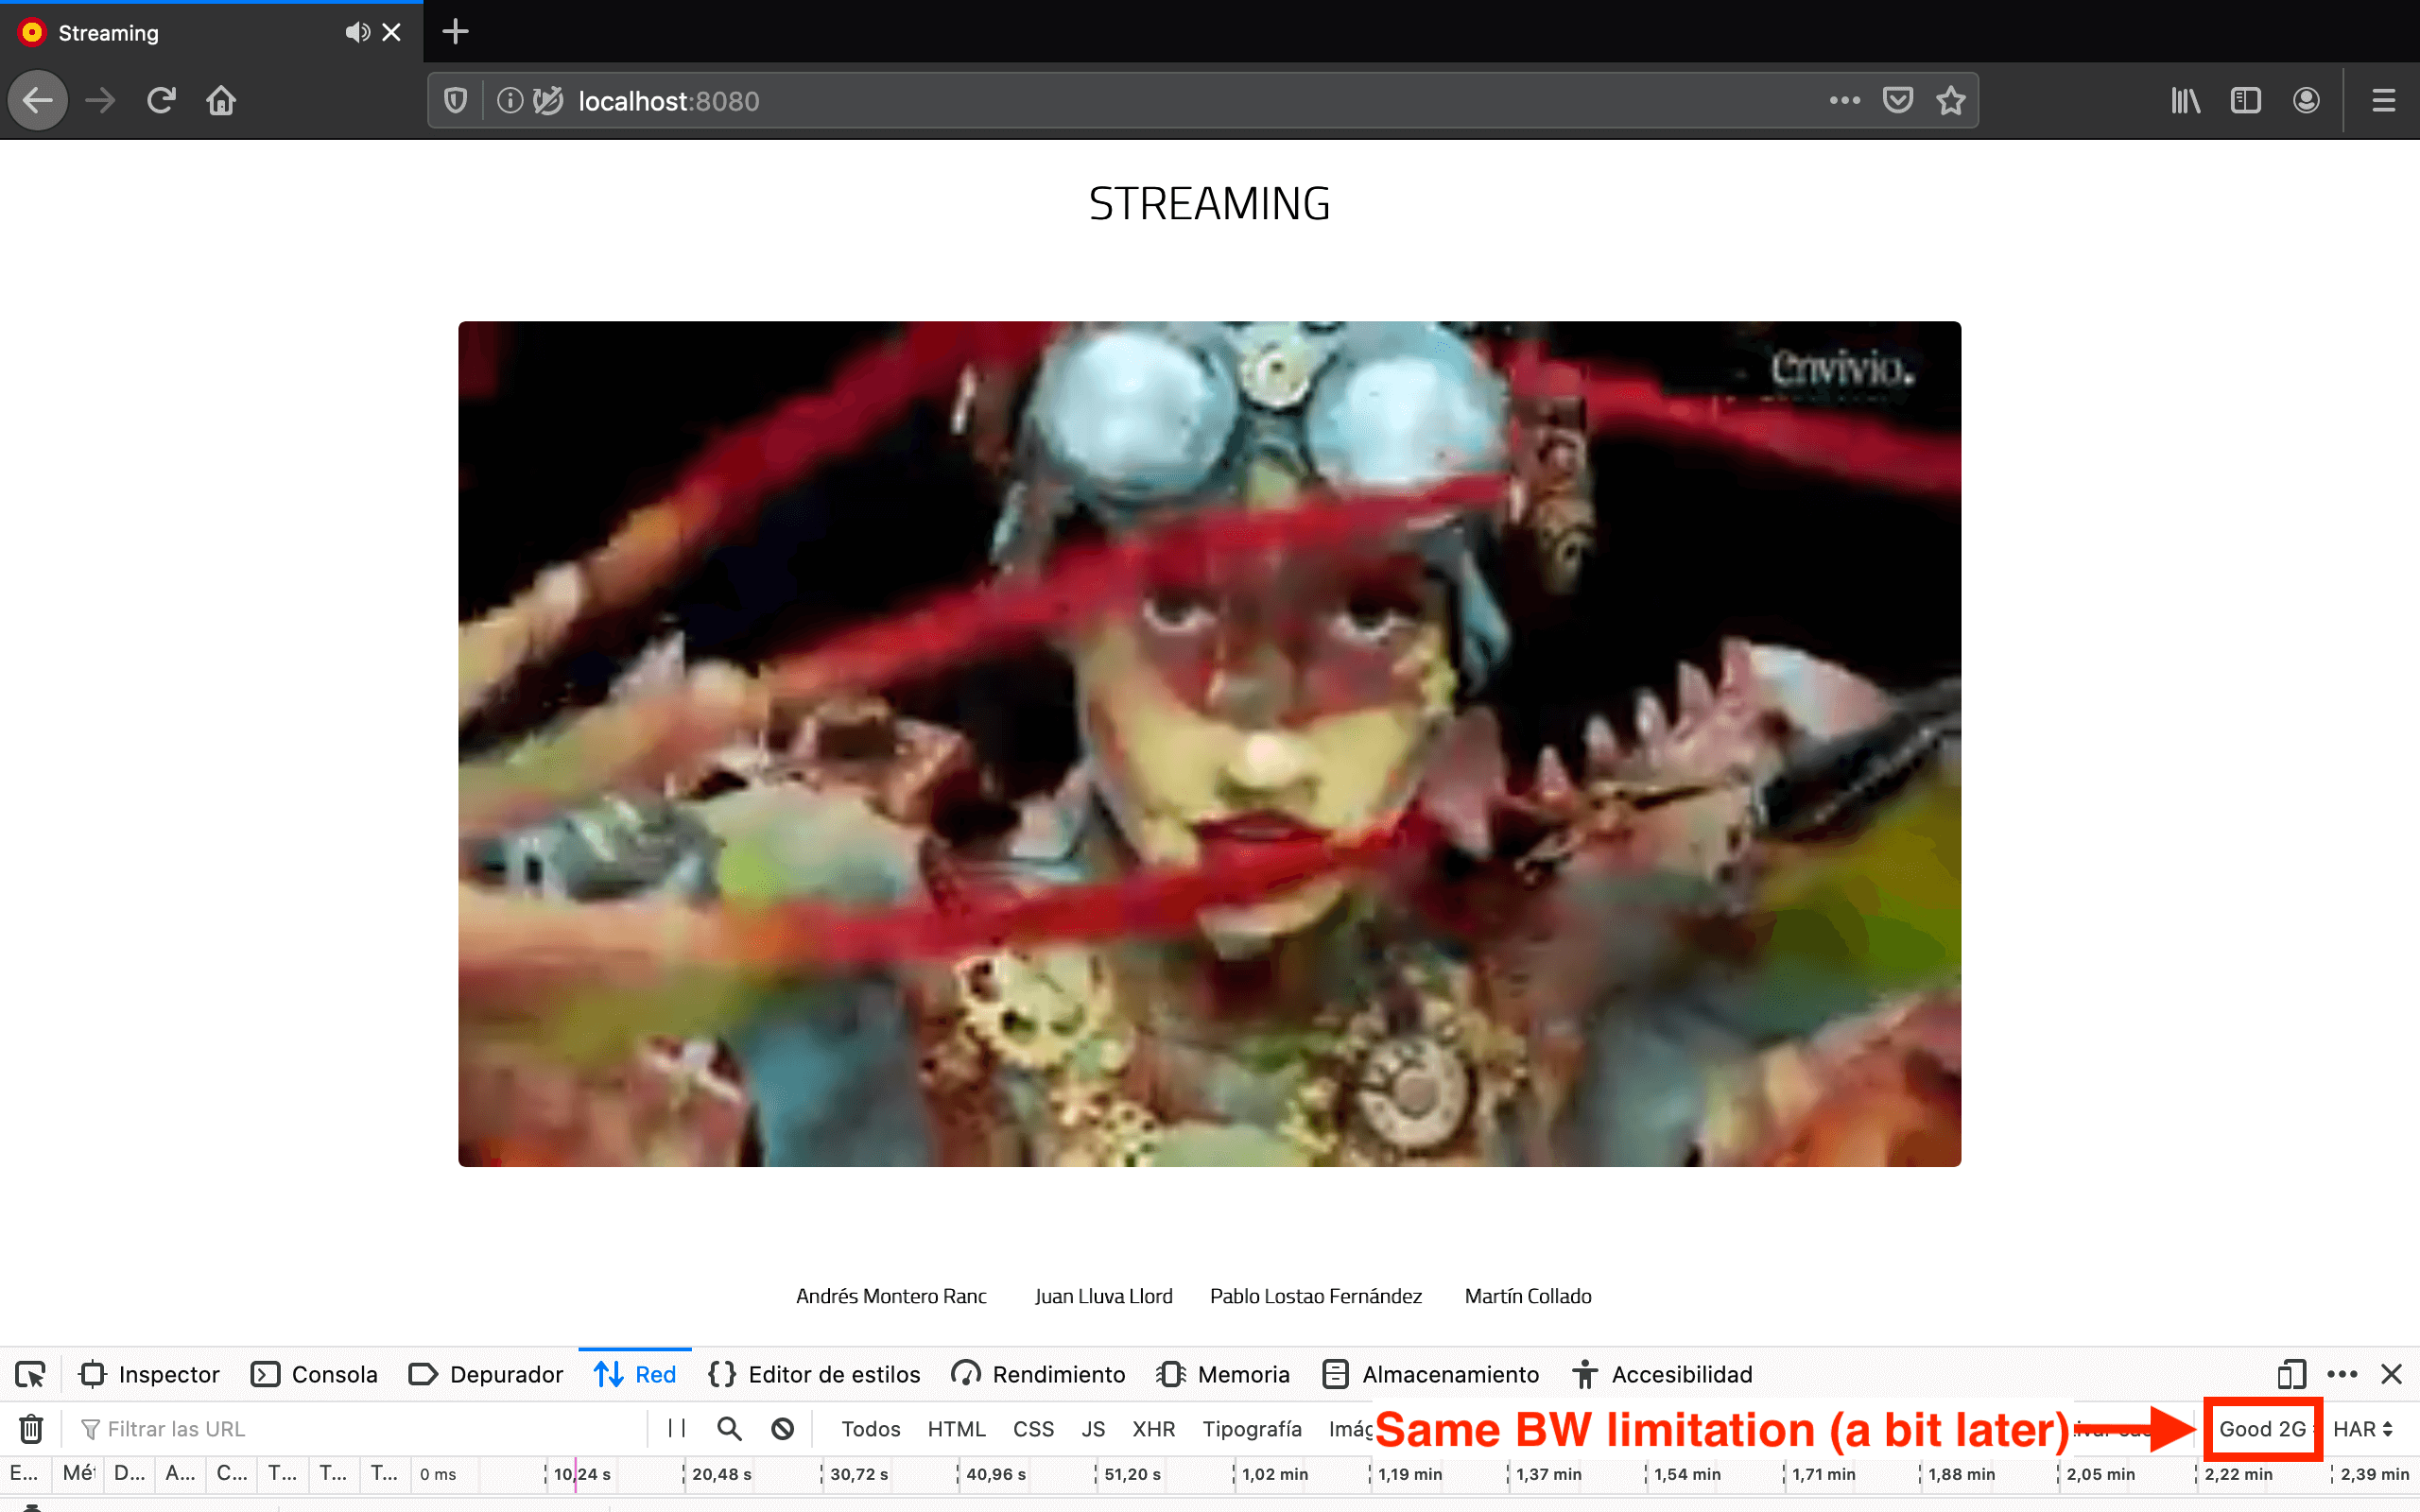 Streaming
localhost:8080
STREAMING
envivio.
Andrés Montero Ranc Juan Lluva Llord Pablo Lostao Fernández Martín Collado
Inspector Consola Depurador Red Editor de estilos Rendimiento Memoria Almacenamiento Accesibilidad
Filtrar las URL Todos HTML CSS JS XHR Tipografía Imág Same BW limitation (a bit later) Good 2G HAR
E... Mét D... A... C... T... T... T... 0 ms 10,24 s 20,48 s 30,72 s 40,96 s 51,20 s 1,02 min 1,19 min 1,37 min 1,54 min 1,71 min 1,88 min 2,05 min 2,22 min 2,39 min